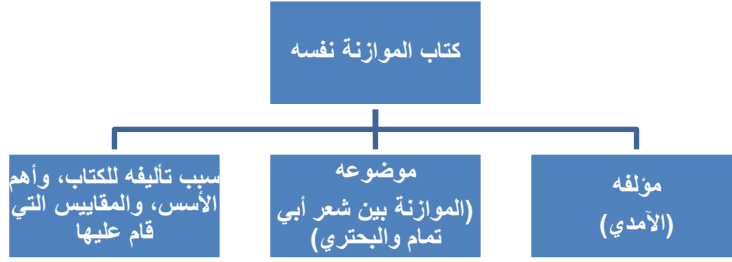 كتاب الموازنة نفسه
مؤلفه
(الآمدي)
موضوعه
(الموازنة بين شعر أبي
تمام والبحتري)
سبب تأليفه للكتاب، وأهم
الأسس، والمقاييس التي
قام عليها